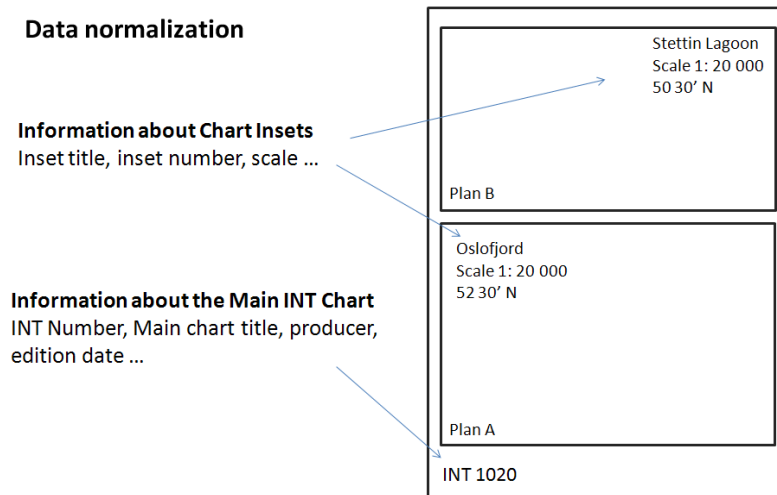 Data normalization
Stettin Lagoon
Scale 1: 20 000
50 30’ N
Information about Chart Insets
Inset title, inset number, scale ...
Plan B
Oslofjord
Scale 1: 20 000
52 30’ N
Information about the Main INT Chart
INT Number, Main chart title, producer,
edition date ...
Plan A
INT 1020